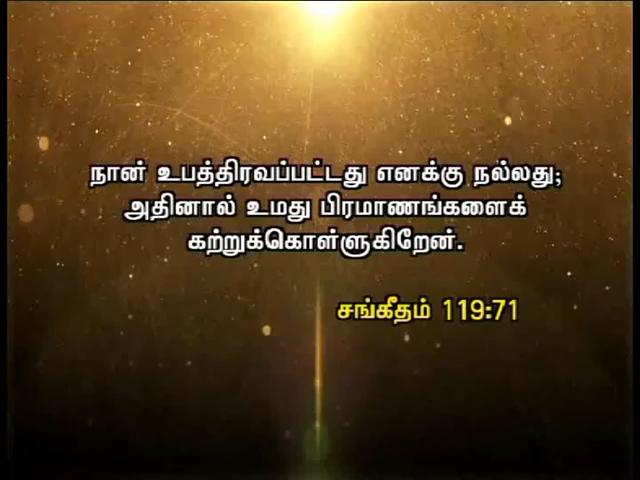 நான் உபத்திரவப்பட்டது எனக்கு நல்லது;
அதினால் உமது பிரமாணங்களைக்
கற்றுக்கொள்ளுகிறேன்.
சங்கீதம் 119:71